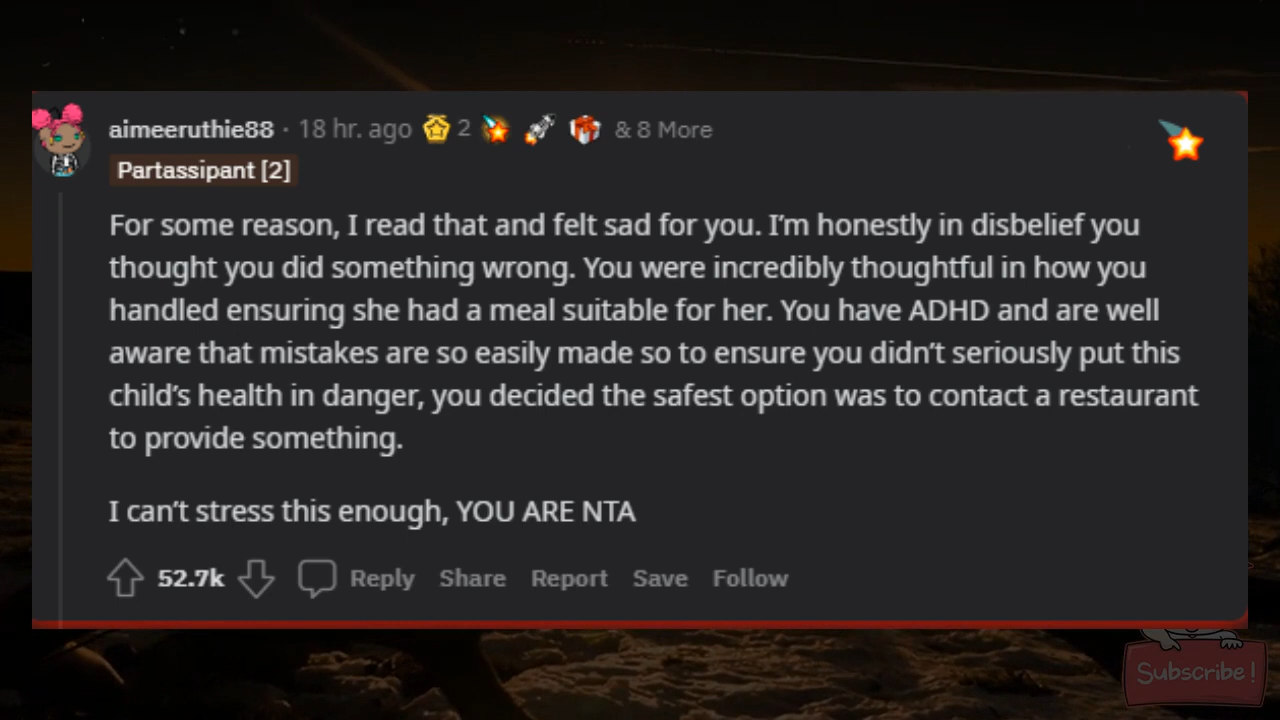 aimeeruthie88 · 18 hr. ago 2 & 8 More
Partassipant [2]
For some reason, I read that and felt sad for you. I'm honestly in disbelief you
thought you did something wrong. You were incredibly thoughtful in how you
handled ensuring she had a meal suitable for her. You have ADHD and are well
aware that mistakes are so easily made so to ensure you didn't seriously put this
child's health in danger, you decided the safest option was to contact a restaurant
to provide something.
I can't stress this enough, YOU ARE NTA
52.7k Reply Share Report Save Follow
Subscribe!